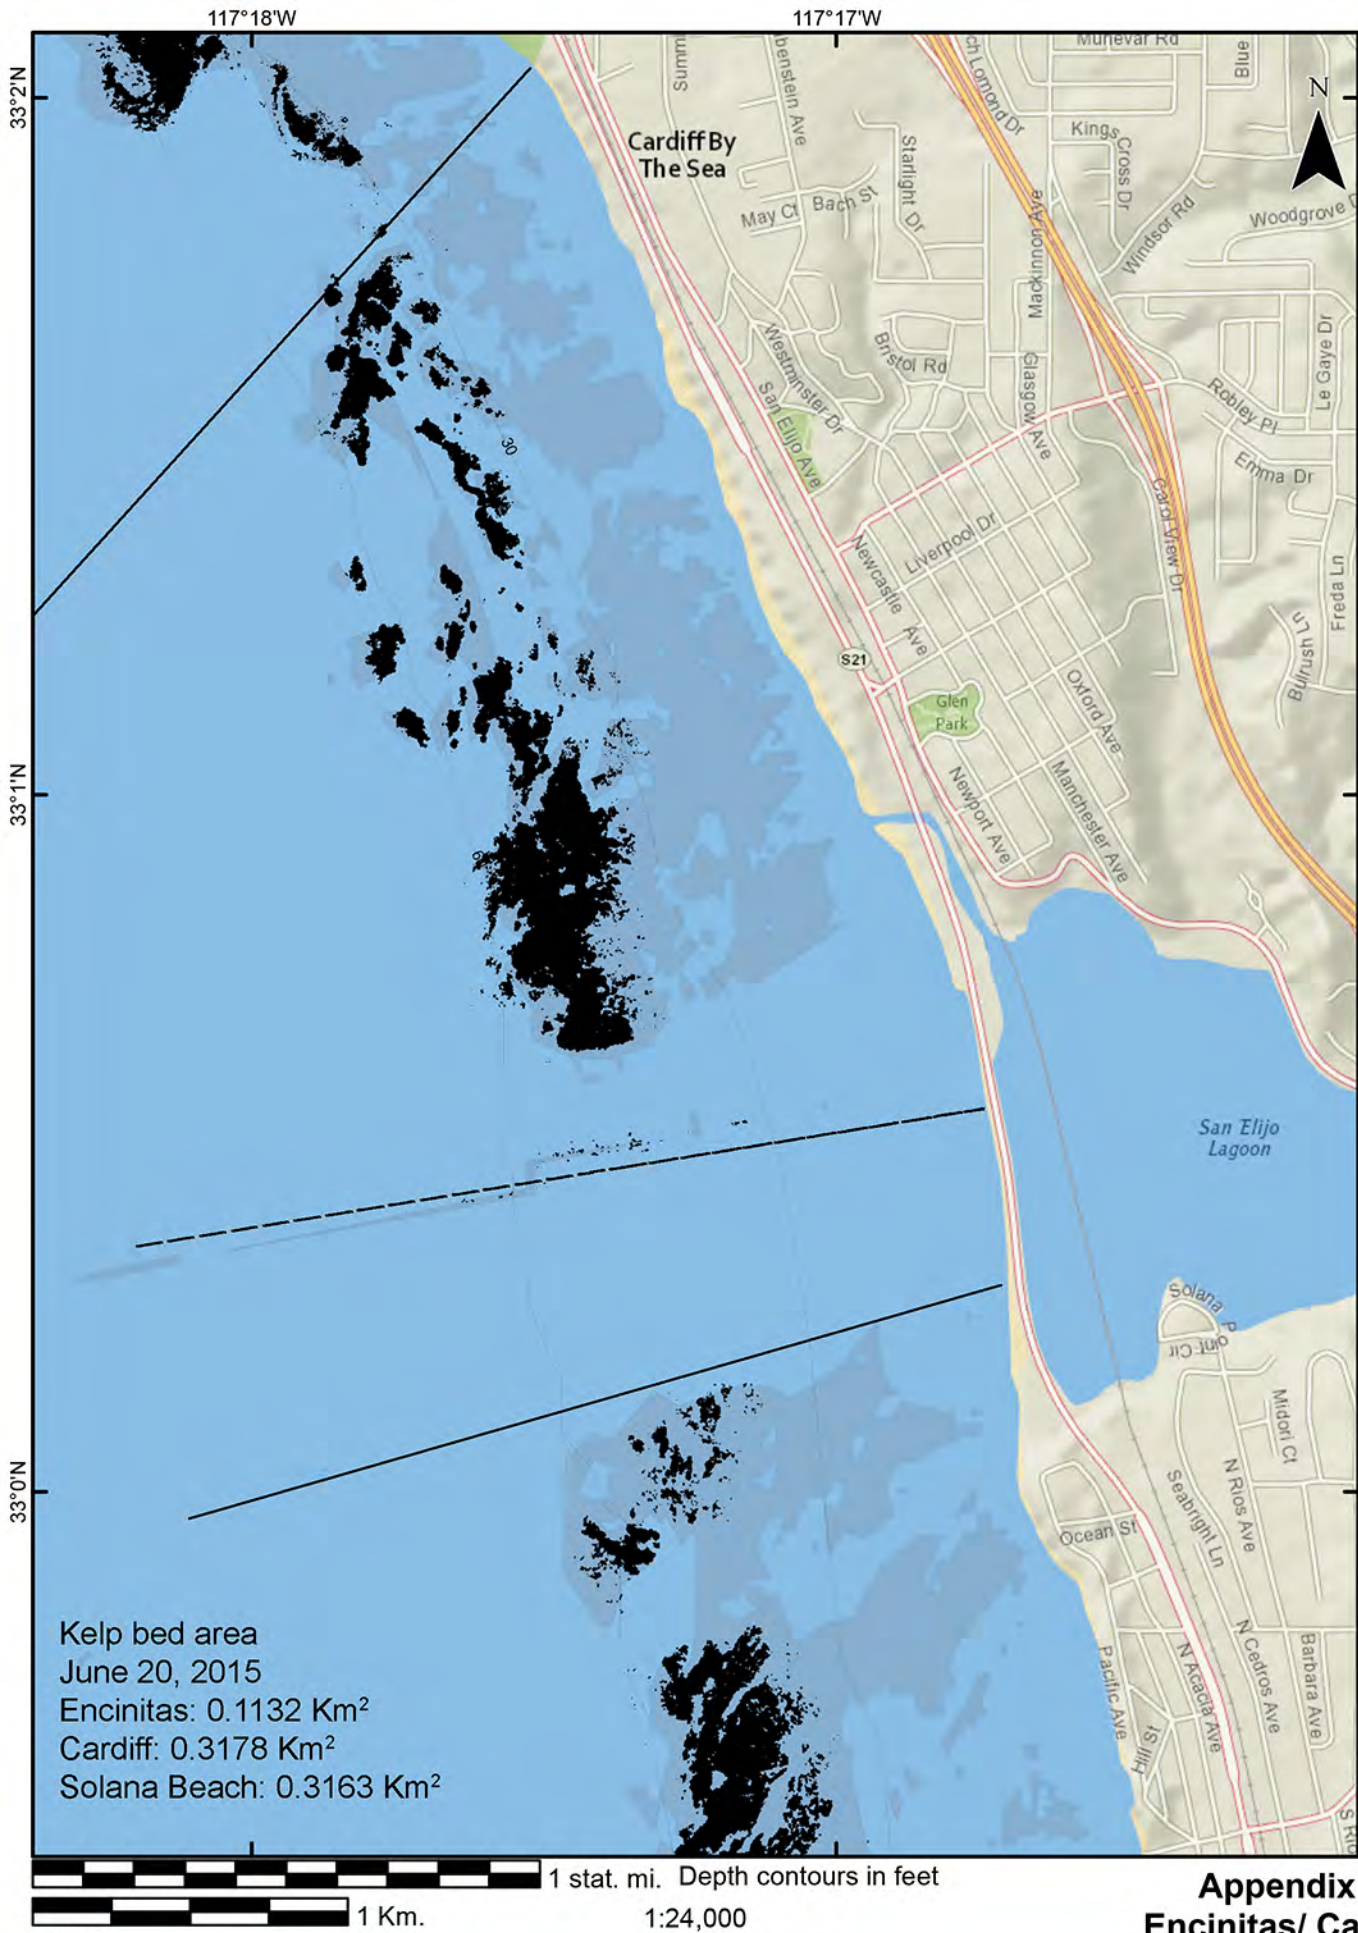 117°18'W
117°17'W
33°2'N
33°1'N
33°0'N
N
Munevar Rd
Blue
Kings Cross Dr
Windsor Rd
Woodgrove
Cardiff By
The Sea
Starlight Dr
May Ct
Bach St
Mackinnon Ave
Westminster Dr
San Elijo Ave
Bristol Rd
Glasgow Ave
Le Gaye Dr
Robley Pl
Emma Dr
30
Carol View Dr
Liverpool Dr
Newcastle Ave
Freda Ln
Bulrush Ln
S21
Oxford Ave
Glen
Park
Newport Ave
Manchester Ave
San Elijo
Lagoon
Solana Point Cir
Midori Ct
N Rios Ave
Seabright Ln
Ocean St
N Cedros Ave
Barbara Ave
Pacific Ave
N Acacia Ave
Hill St
Kelp bed area
June 20, 2015
Encinitas: 0.1132 Km²
Cardiff: 0.3178 Km²
Solana Beach: 0.3163 Km²
1 stat. mi. Depth contours in feet
1 Km.
1:24,000
Appendix
Encinitas/ Ca